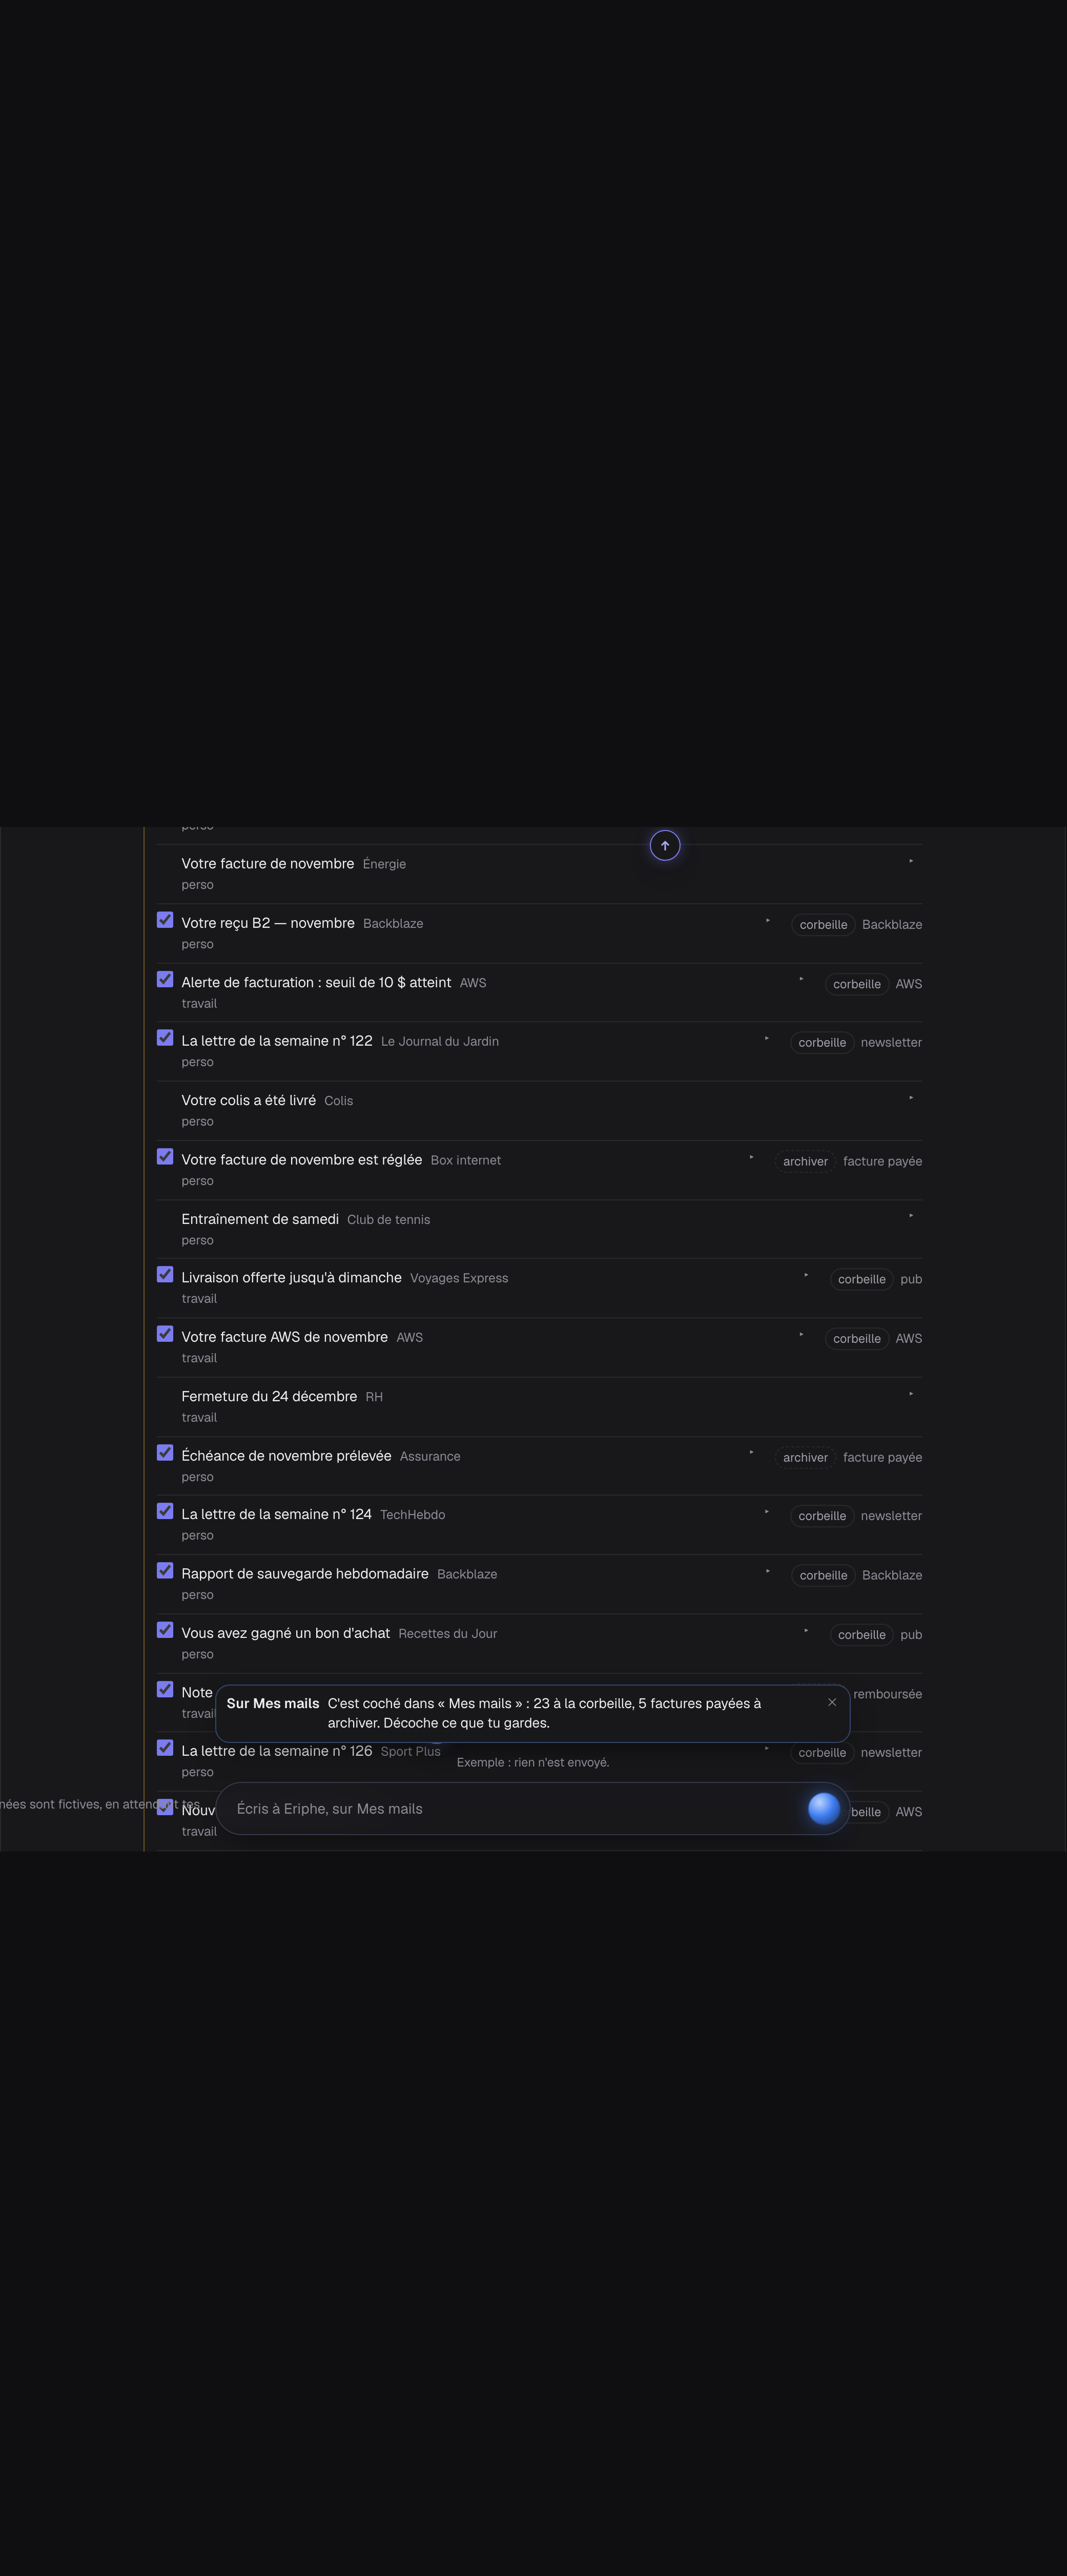 perso
Votre facture de novembre Énergie
perso
Votre reçu B2 — novembre Backblaze corbeille Backblaze
perso
Alerte de facturation : seuil de 10 $ atteint AWS corbeille AWS
travail
La lettre de la semaine n° 122 Le Journal du Jardin corbeille newsletter
perso
Votre colis a été livré Colis
perso
Votre facture de novembre est réglée Box internet archiver facture payée
perso
Entraînement de samedi Club de tennis
perso
Livraison offerte jusqu'à dimanche Voyages Express corbeille pub
travail
Votre facture AWS de novembre AWS corbeille AWS
travail
Fermeture du 24 décembre RH
travail
Échéance de novembre prélevée Assurance archiver facture payée
perso
La lettre de la semaine n° 124 TechHebdo corbeille newsletter
perso
Rapport de sauvegarde hebdomadaire Backblaze corbeille Backblaze
perso
Vous avez gagné un bon d'achat Recettes du Jour corbeille pub
perso
Note remboursée
travail
Sur Mes mails C'est coché dans « Mes mails » : 23 à la corbeille, 5 factures payées à
archiver. Décoche ce que tu gardes.
La lettre de la semaine n° 126 Sport Plus corbeille newsletter
perso
Exemple : rien n'est envoyé.
nées sont fictives, en attendant tes
Nouv beille AWS
travail
Écris à Eriphe, sur Mes mails